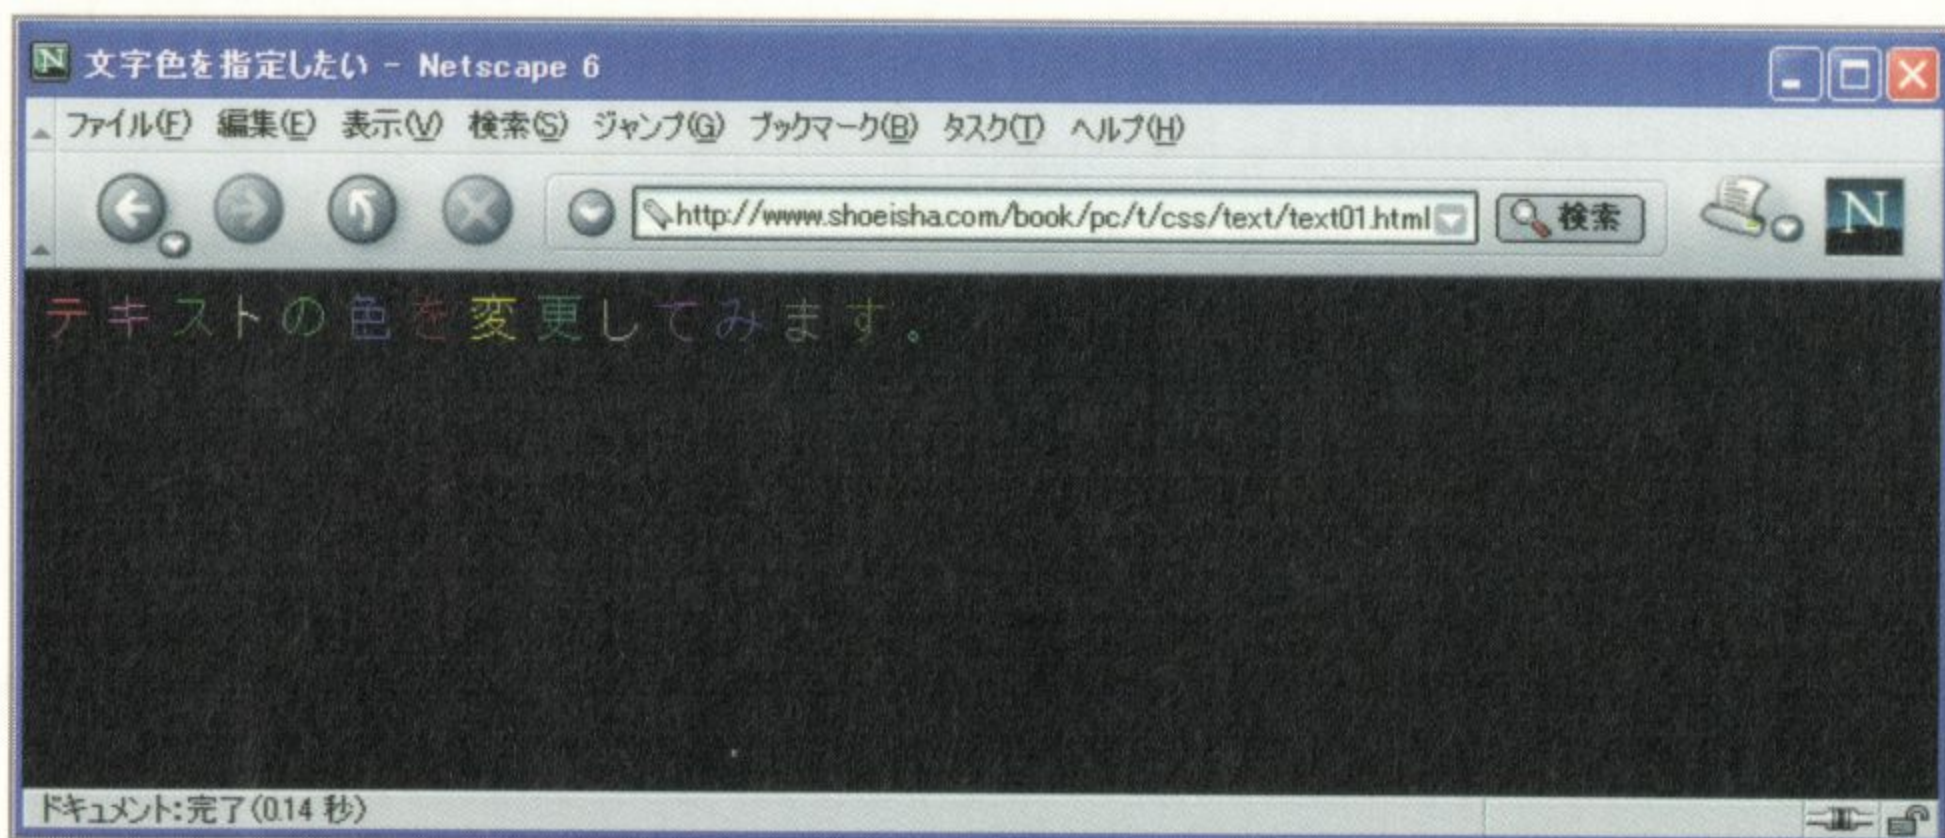 文字色を指定したい - Netscape 6
ファイル(F) 編集(E) 表示(V) 検索(S) ジャンプ(G) ブックマーク(B) タスク(T) ヘルプ(H)
http://www.shoeisha.com/book/pc/t/css/text/text01.html 検索 N
テキストの色を変更してみます。
ドキュメント:完了(0.14 秒)